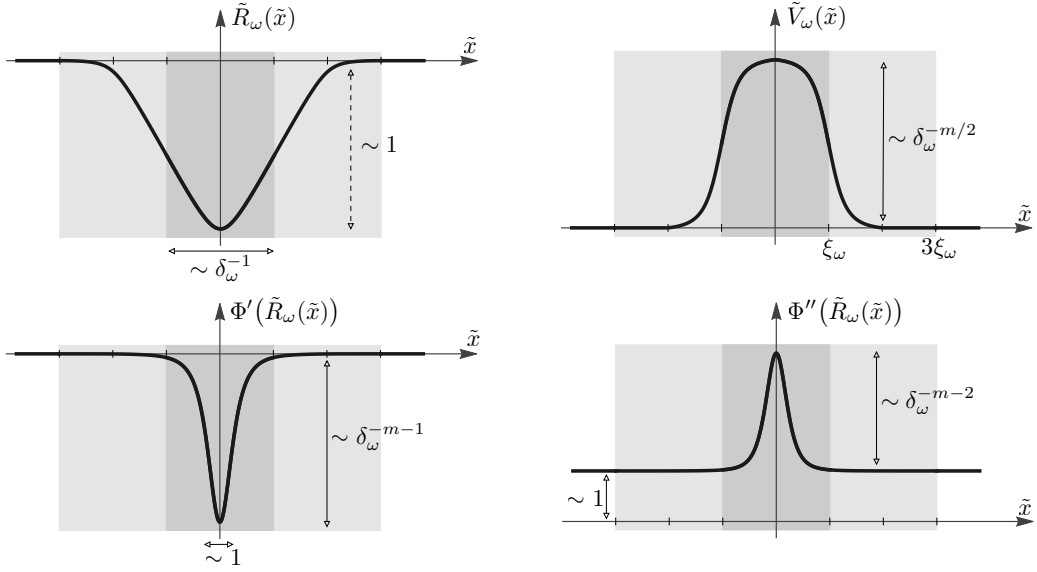 R̃_ω(x̃)
x̃
∼ 1
∼ δ_ω^{-1}
Ṽ_ω(x̃)
∼ δ_ω^{-m/2}
x̃
ξ_ω
3ξ_ω
Φ′(R̃_ω(x̃))
x̃
∼ δ_ω^{-m-1}
∼ 1
Φ″(R̃_ω(x̃))
∼ δ_ω^{-m-2}
∼ 1
x̃